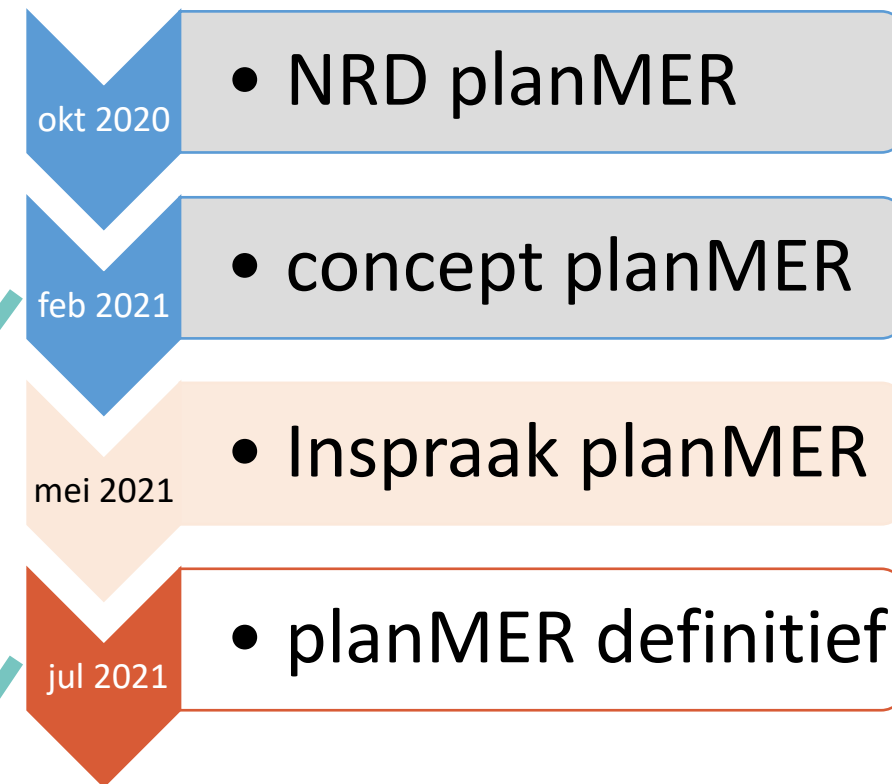 okt 2020
• NRD planMER
feb 2021
• concept planMER
mei 2021
• Inspraak planMER
jul 2021
• planMER definitief